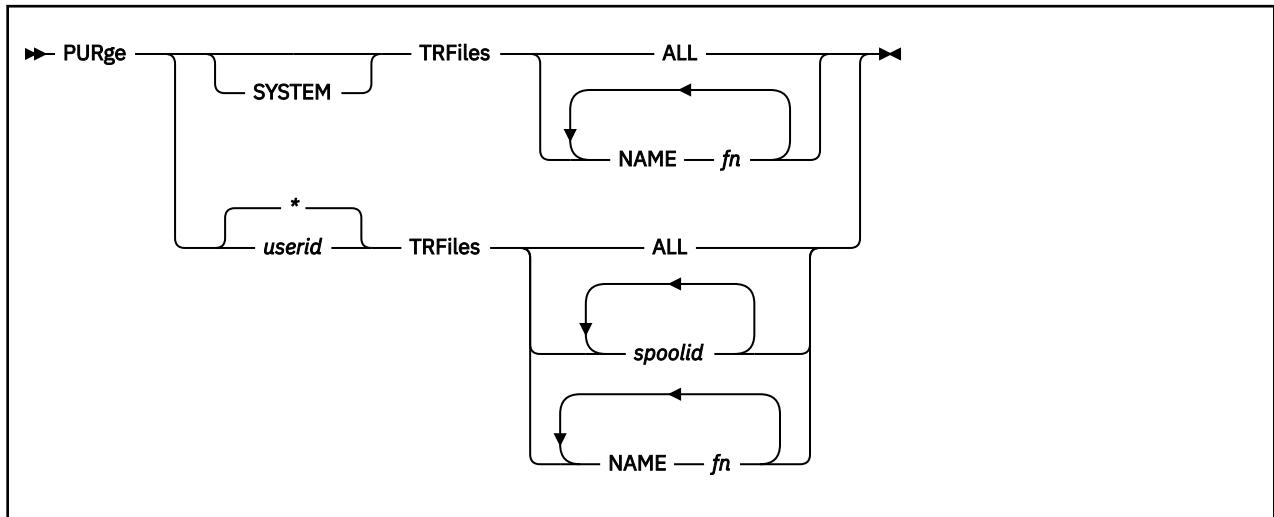 PURge TRFiles ALL
SYSTEM
NAME fn
*
userid TRFiles ALL
spoolid
NAME fn